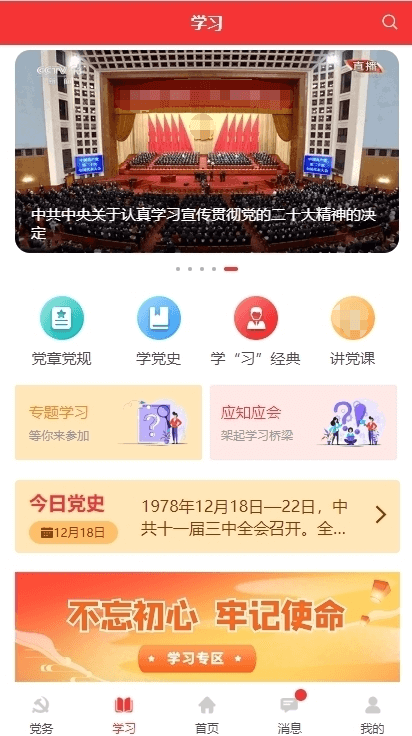 学习
直播
中共中央关于认真学习宣传贯彻党的二十大精神的决
定
党章党规
学党史
学“习”经典
讲党课
专题学习
等你来参加
应知应会
架起学习桥梁
今日党史
12月18日
1978年12月18日—22日，中
共十一届三中全会召开。全...
不忘初心 牢记使命
学习专区
党务
学习
首页
消息
我的